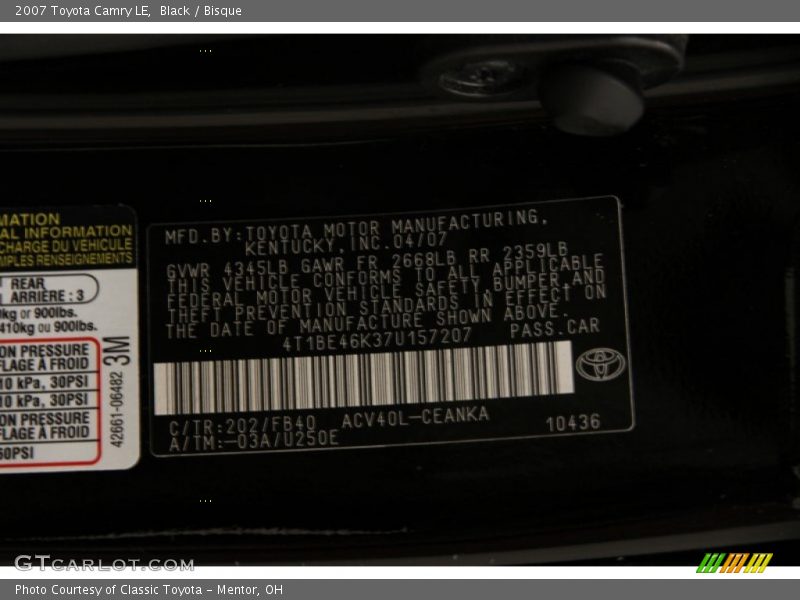 2007 Toyota Camry LE, Black / Bisque
MATION
AL INFORMATION
CHARGE DU VEHICULE
MPLES RENSEIGNEMENTS
REAR
ARRIÈRE : 3
kg or 900lbs.
410kg ou 900lbs.
ON PRESSURE
FLAGE À FROID
10 kPa, 30PSI
10 kPa, 30PSI
ON PRESSURE
FLAGE À FROID
60PSI
3M
42661-06482
MFD.BY:TOYOTA MOTOR MANUFACTURING,
KENTUCKY,INC.04/07
GVWR 4345LB GAWR FR 2668LB RR 2359LB
THIS VEHICLE CONFORMS TO ALL APPLICABLE
FEDERAL MOTOR VEHICLE SAFETY,BUMPER,AND
THEFT PREVENTION STANDARDS IN EFFECT ON
THE DATE OF MANUFACTURE SHOWN ABOVE.
4T1BE46K37U157207 PASS.CAR
C/TR:202/FB40 ACV40L-CEANKA
A/TM:-03A/U250E 10436
GTCARLOT.COM
Photo Courtesy of Classic Toyota - Mentor, OH